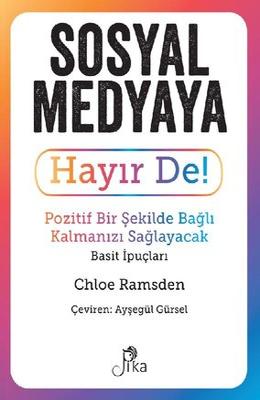 SOSYAL
MEDYAYA
Hayır De!
Pozitif Bir Şekilde Bağlı
Kalmanızı Sağlayacak
Basit İpuçları
Chloe Ramsden
Çeviren: Ayşegül Gürsel
Pika